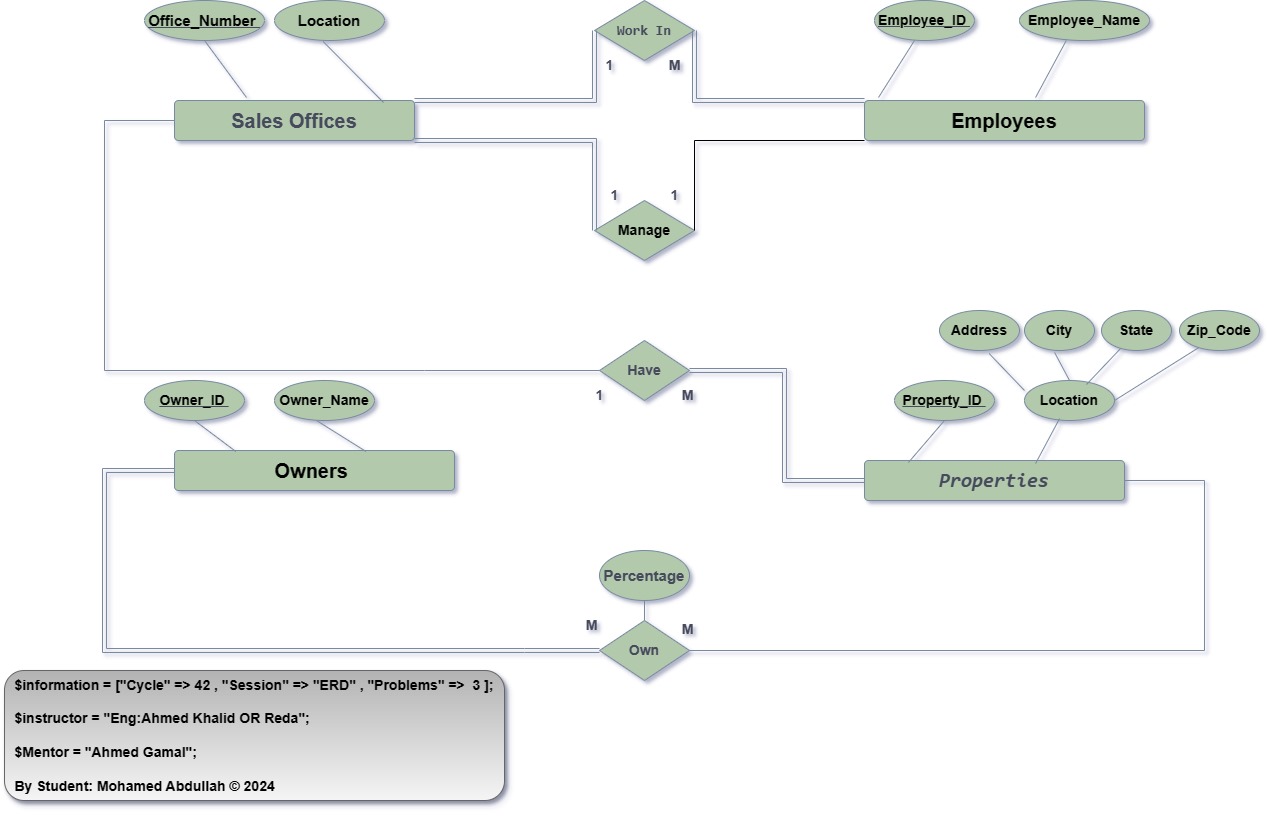 Office_Number
Location
Work In
Employee_ID
Employee_Name
1
M
Sales Offices
Employees
1
1
Manage
Address
City
State
Zip_Code
Have
1
M
Owner_ID
Owner_Name
Property_ID
Location
Owners
Properties
Percentage
M
M
Own
$information = ["Cycle" => 42 , "Session" => "ERD" , "Problems" => 3 ];
$instructor = "Eng:Ahmed Khalid OR Reda";
$Mentor = "Ahmed Gamal";
By Student: Mohamed Abdullah © 2024